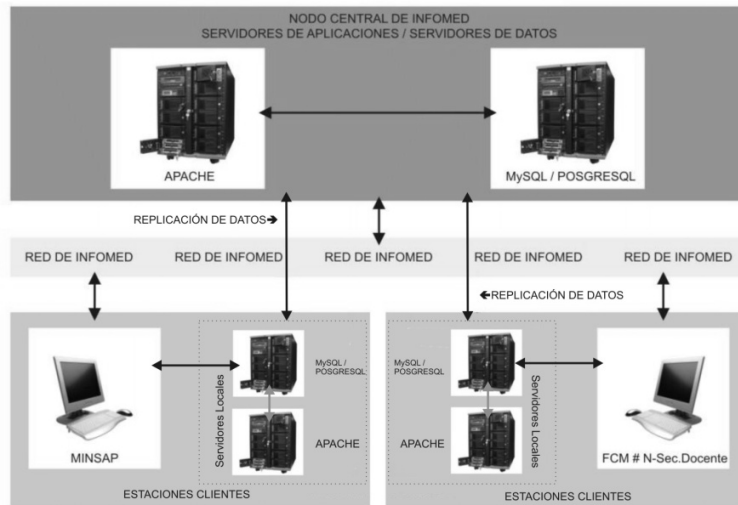 NODO CENTRAL DE INFOMED
SERVIDORES DE APLICACIONES / SERVIDORES DE DATOS
APACHE
MySQL / POSGRESQL
REPLICACIÓN DE DATOS→
RED DE INFOMED
RED DE INFOMED
RED DE INFOMED
RED DE INFOMED
RED DE INFOMED
←REPLICACIÓN DE DATOS
MINSAP
Servidores Locales
MySQL /
POSGRESQL
APACHE
ESTACIONES CLIENTES
MySQL /
POSGRESQL
APACHE
Servidores Locales
FCM # N-Sec.Docente
ESTACIONES CLIENTES